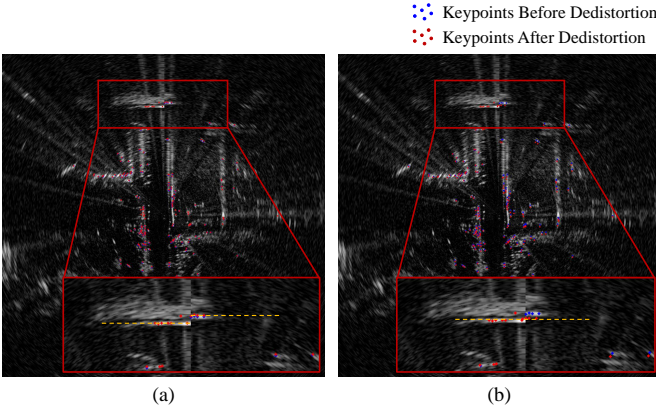 Keypoints Before Dedistortion
Keypoints After Dedistortion
(a)
(b)